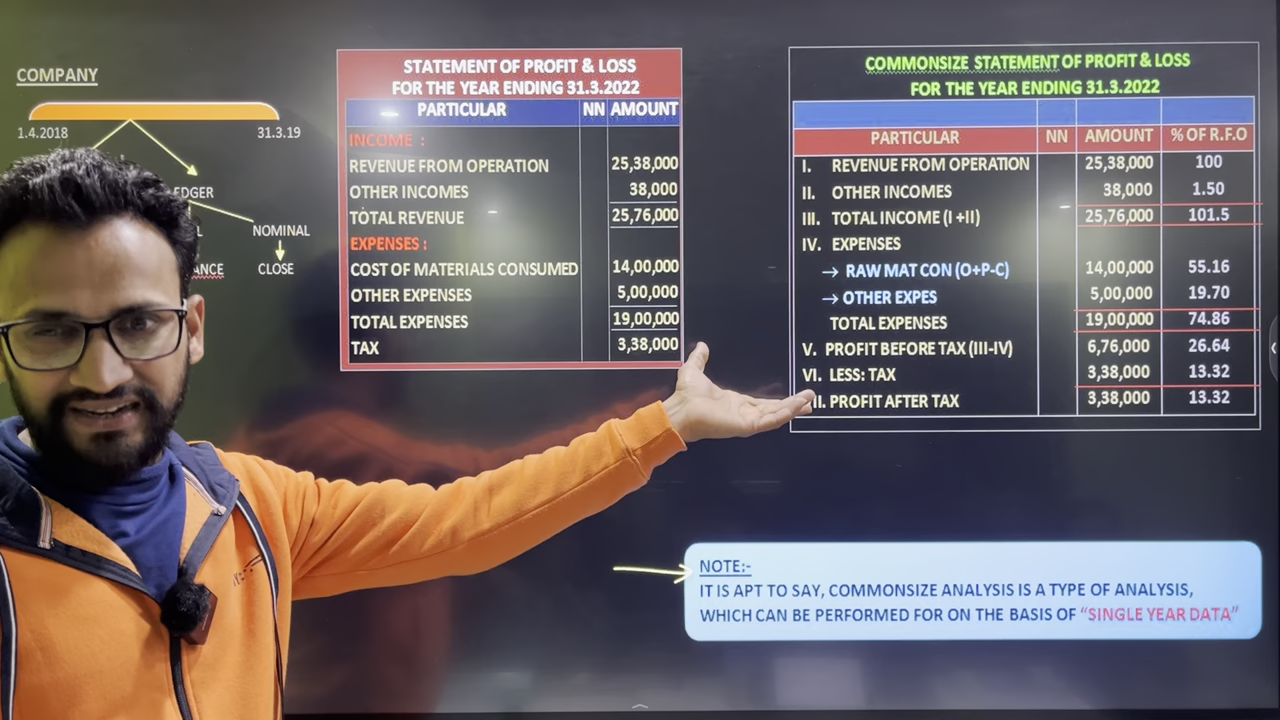 COMPANY
1.4.2018 31.3.19
EDGER
NOMINAL
ANCE CLOSE
STATEMENT OF PROFIT & LOSS
FOR THE YEAR ENDING 31.3.2022
PARTICULAR NN AMOUNT
INCOME :
REVENUE FROM OPERATION 25,38,000
OTHER INCOMES 38,000
TOTAL REVENUE 25,76,000
EXPENSES :
COST OF MATERIALS CONSUMED 14,00,000
OTHER EXPENSES 5,00,000
TOTAL EXPENSES 19,00,000
TAX 3,38,000
COMMONSIZE STATEMENT OF PROFIT & LOSS
FOR THE YEAR ENDING 31.3.2022
PARTICULAR NN AMOUNT % OF R.F.O
I. REVENUE FROM OPERATION 25,38,000 100
II. OTHER INCOMES 38,000 1.50
III. TOTAL INCOME (I +II) 25,76,000 101.5
IV. EXPENSES
→ RAW MAT CON (O+P-C) 14,00,000 55.16
→ OTHER EXPES 5,00,000 19.70
TOTAL EXPENSES 19,00,000 74.86
V. PROFIT BEFORE TAX (III-IV) 6,76,000 26.64
VI. LESS: TAX 3,38,000 13.32
II. PROFIT AFTER TAX 3,38,000 13.32
NOTE:-
IT IS APT TO SAY, COMMONSIZE ANALYSIS IS A TYPE OF ANALYSIS,
WHICH CAN BE PERFORMED FOR ON THE BASIS OF “SINGLE YEAR DATA”